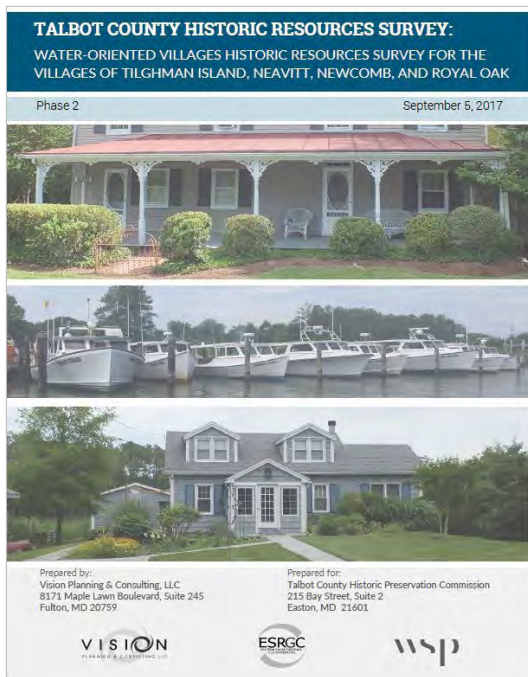 TALBOT COUNTY HISTORIC RESOURCES SURVEY:
WATER-ORIENTED VILLAGES HISTORIC RESOURCES SURVEY FOR THE
VILLAGES OF TILGHMAN ISLAND, NEAVITT, NEWCOMB, AND ROYAL OAK
Phase 2
September 5, 2017
Prepared by:
Vision Planning & Consulting, LLC
8171 Maple Lawn Boulevard, Suite 245
Fulton, MD 20759
Prepared for:
Talbot County Historic Preservation Commission
215 Bay Street, Suite 2
Easton, MD 21601
VISION
PLANNING & CONSULTING LLC
ESRGC
wsp